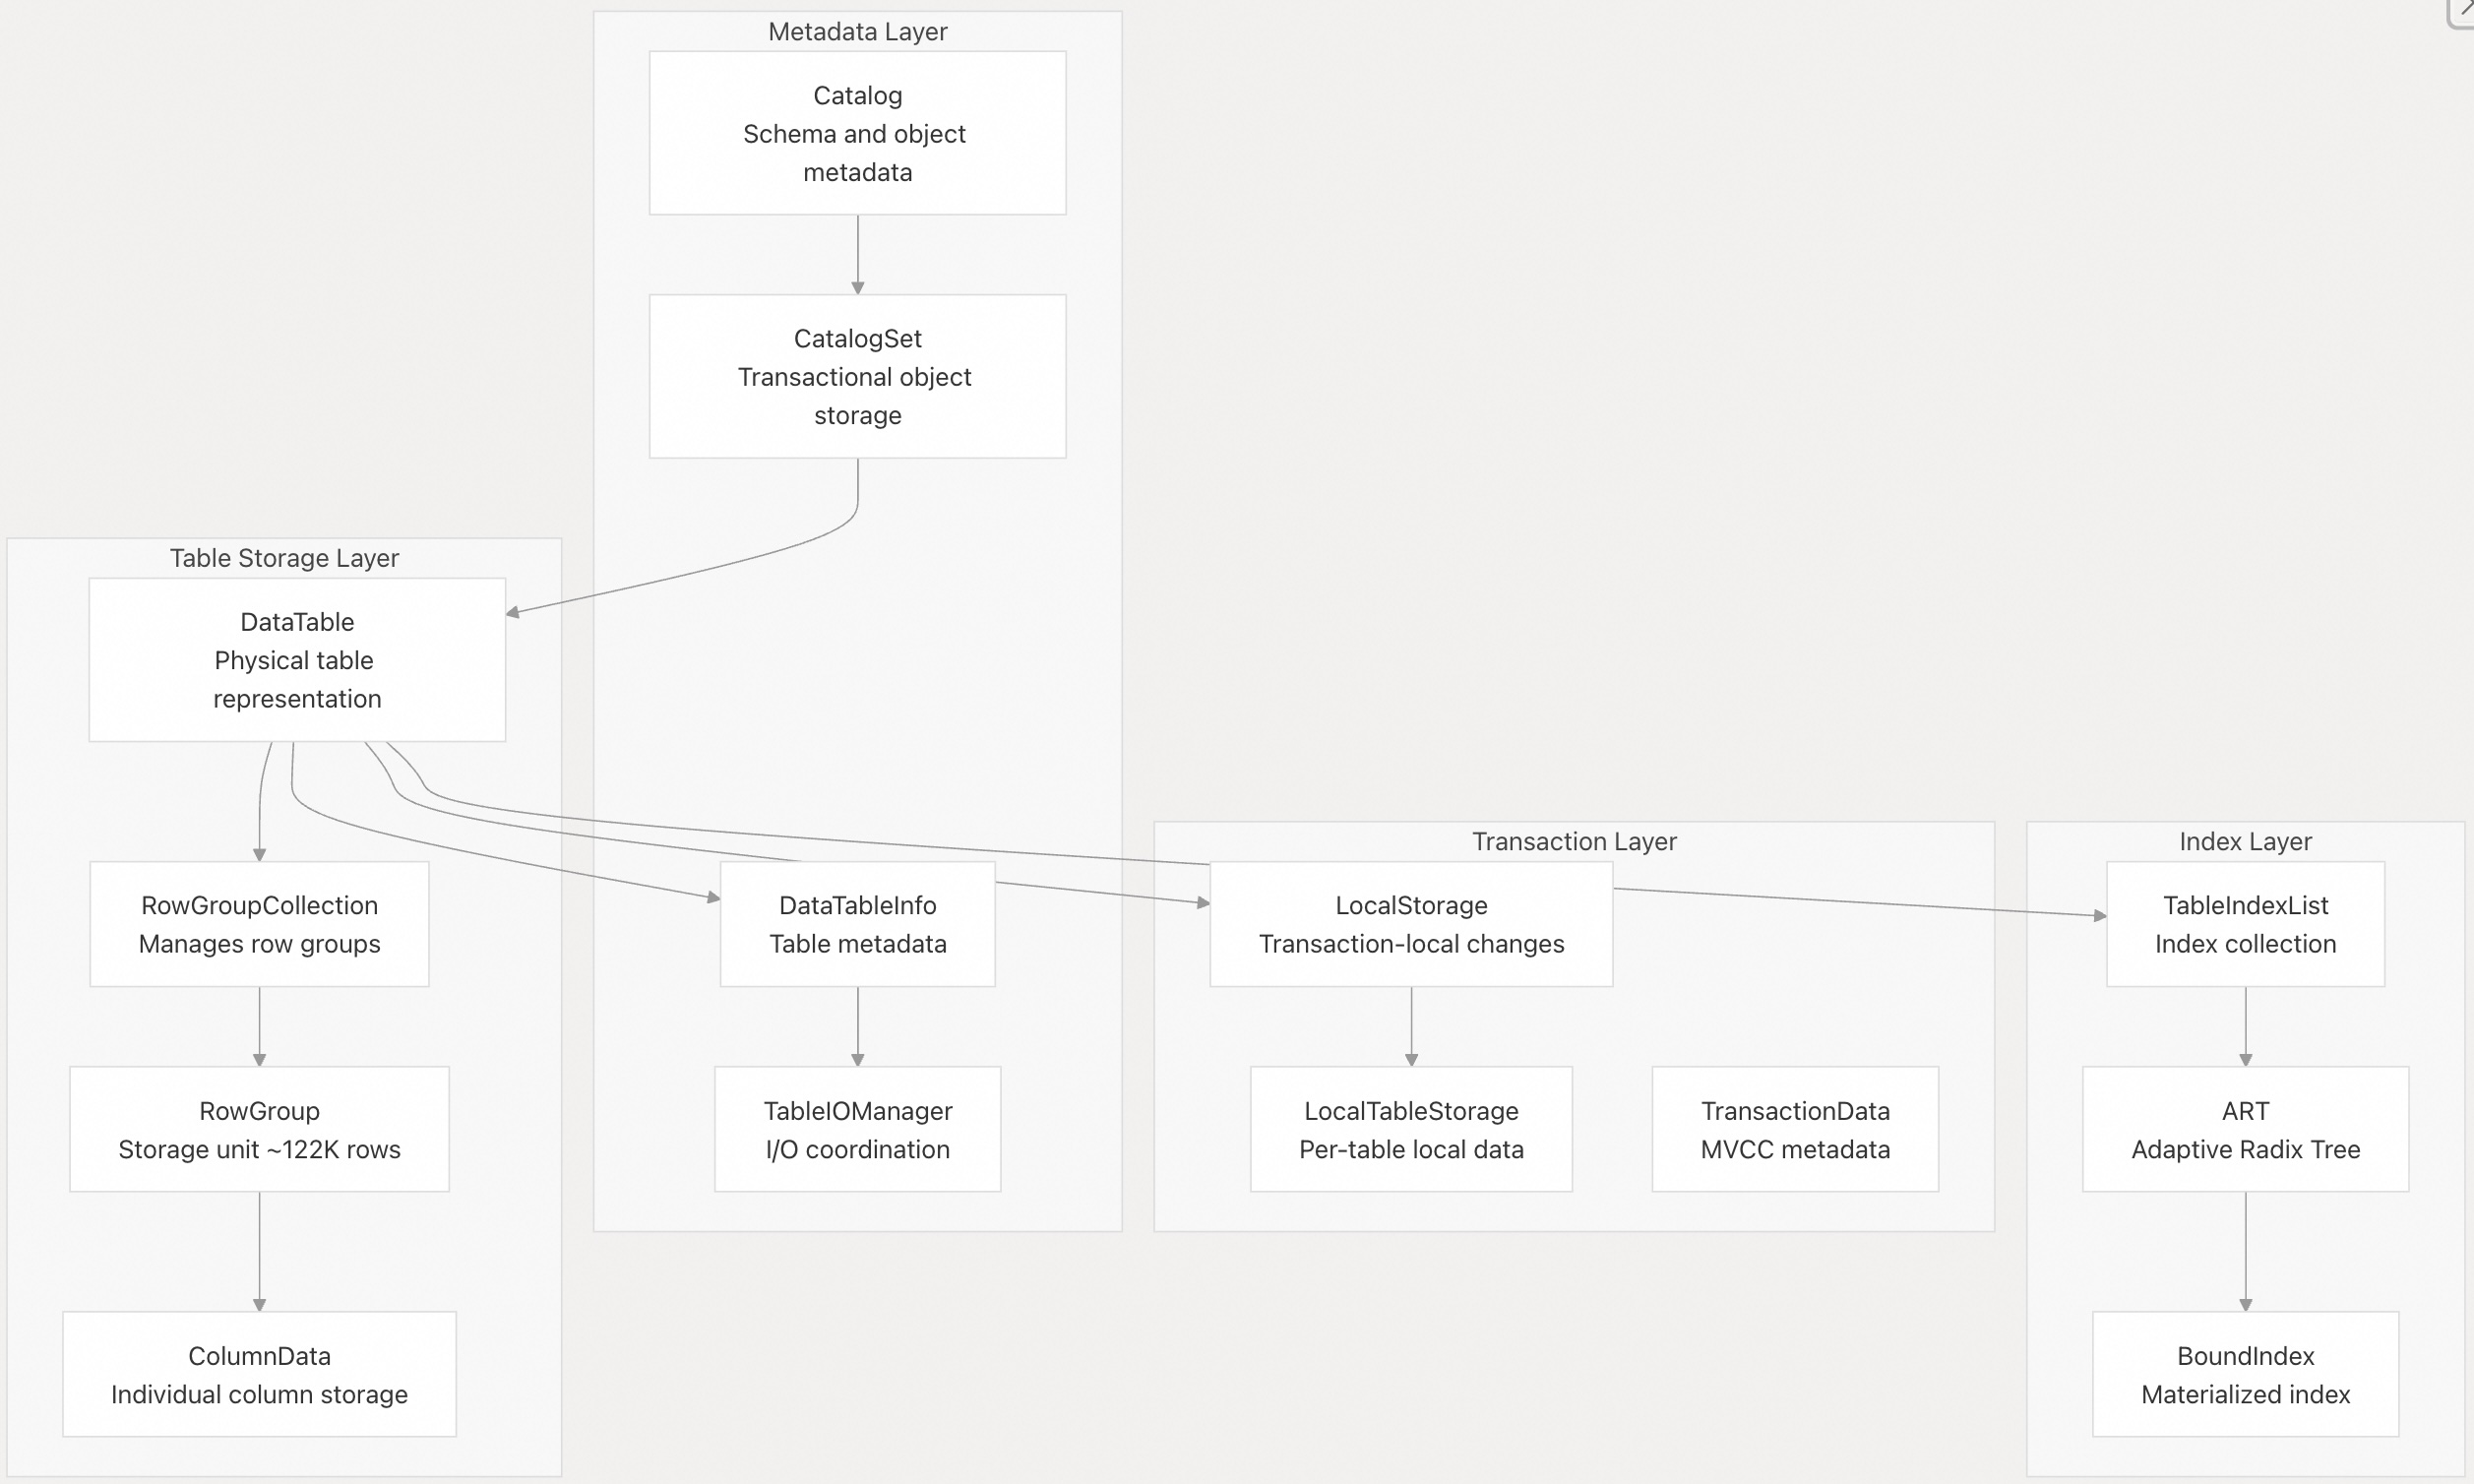 Metadata Layer
Catalog
Schema and object
metadata
CatalogSet
Transactional object
storage
Table Storage Layer
DataTable
Physical table
representation
RowGroupCollection
Manages row groups
RowGroup
Storage unit ~122K rows
ColumnData
Individual column storage
DataTableInfo
Table metadata
TableIOManager
I/O coordination
Transaction Layer
LocalStorage
Transaction-local changes
LocalTableStorage
Per-table local data
TransactionData
MVCC metadata
Index Layer
TableIndexList
Index collection
ART
Adaptive Radix Tree
BoundIndex
Materialized index